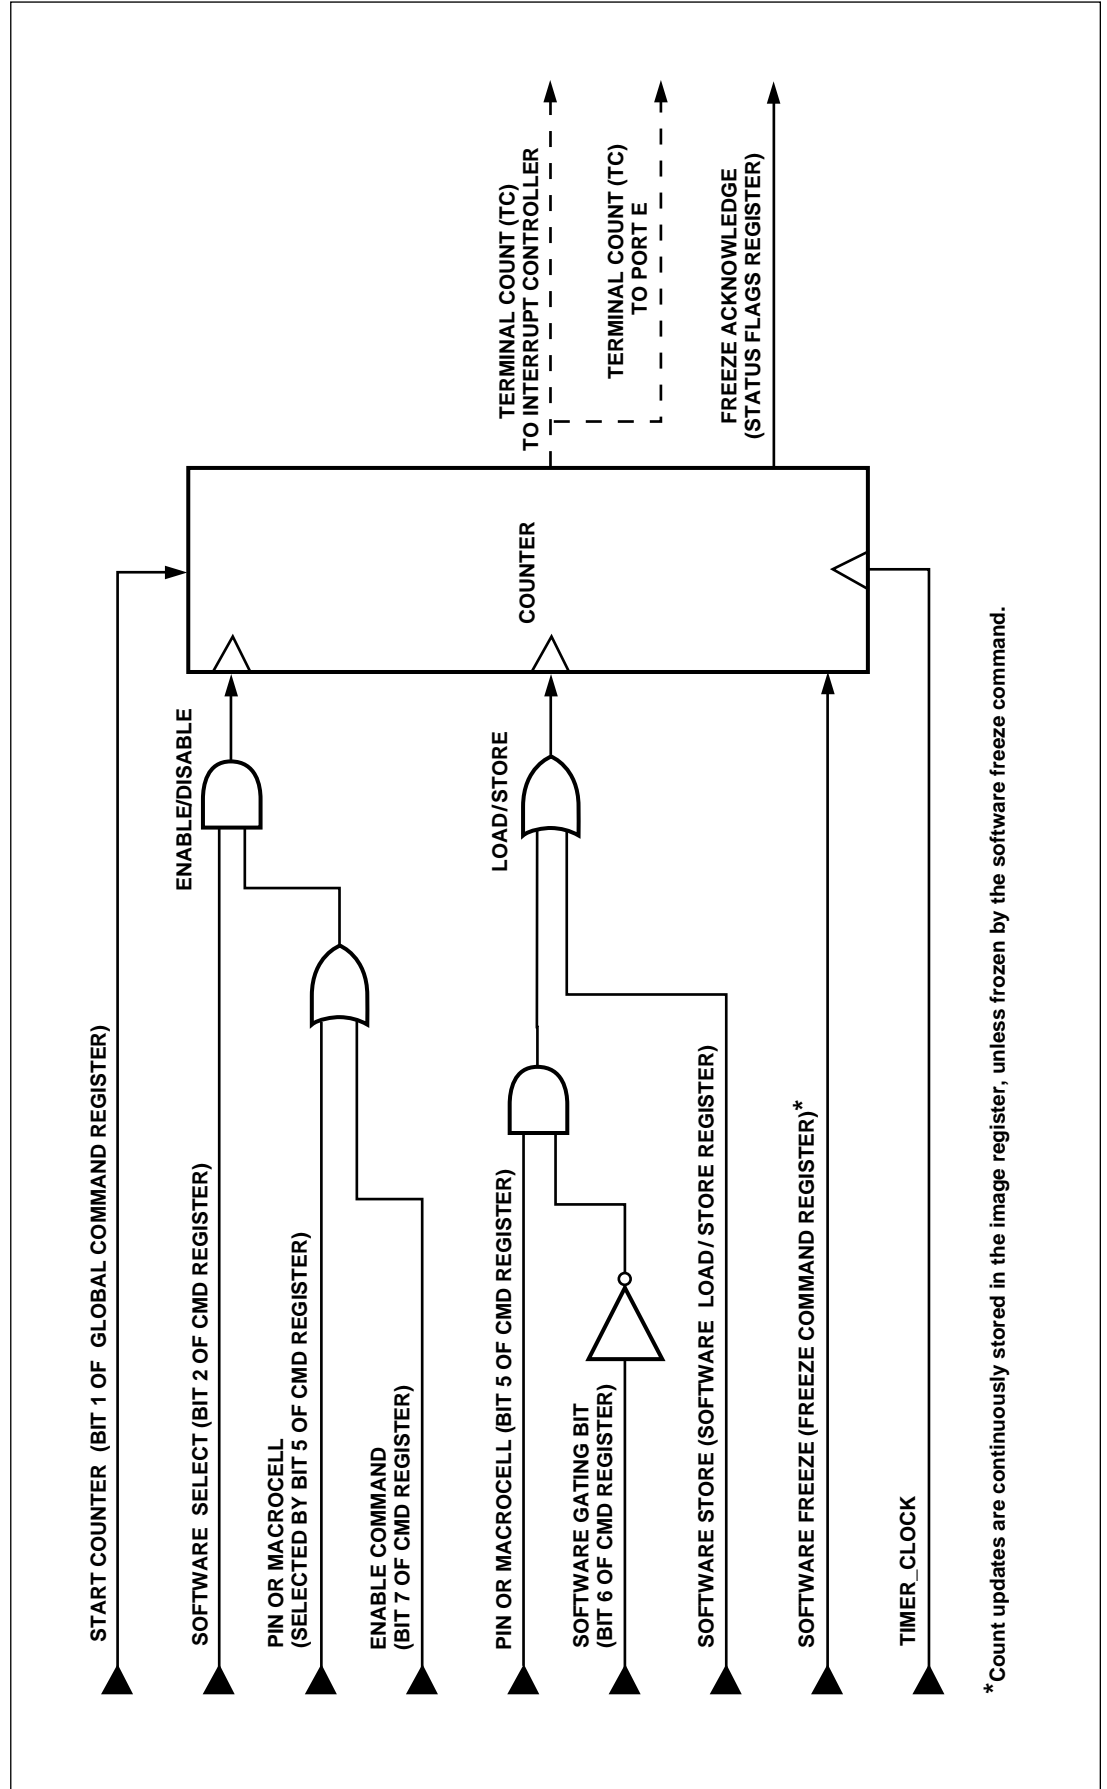 START COUNTER (BIT 1 OF GLOBAL COMMAND REGISTER)
SOFTWARE SELECT (BIT 2 OF CMD REGISTER)
ENABLE/DISABLE
PIN OR MACROCELL
(SELECTED BY BIT 5 OF CMD REGISTER)
ENABLE COMMAND
(BIT 7 OF CMD REGISTER)
PIN OR MACROCELL (BIT 5 OF CMD REGISTER)
LOAD/STORE
COUNTER
TERMINAL COUNT (TC)
TO INTERRUPT CONTROLLER
SOFTWARE GATING BIT
(BIT 6 OF CMD REGISTER)
TERMINAL COUNT (TC)
TO PORT E
SOFTWARE STORE (SOFTWARE LOAD/ STORE REGISTER)
FREEZE ACKNOWLEDGE
(STATUS FLAGS REGISTER)
SOFTWARE FREEZE (FREEZE COMMAND REGISTER)*
TIMER_CLOCK
*Count updates are continuously stored in the image register, unless frozen by the software freeze command.